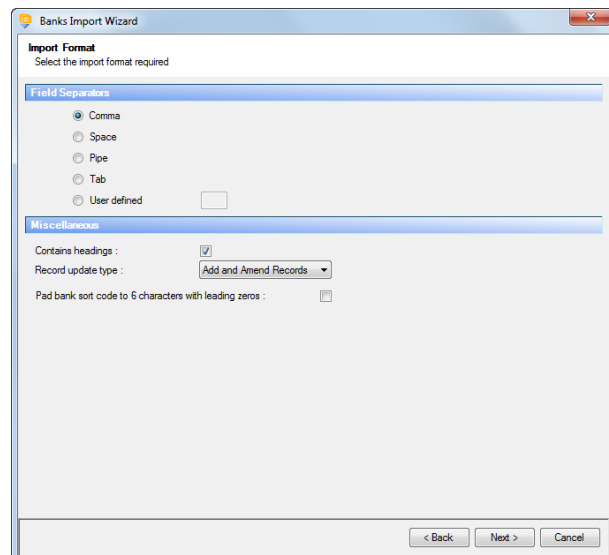 Banks Import Wizard
Import Format
Select the import format required
Field Separators
Comma
Space
Pipe
Tab
User defined
Miscellaneous
Contains headings :
Record update type : Add and Amend Records
Pad bank sort code to 6 characters with leading zeros :
< Back Next > Cancel